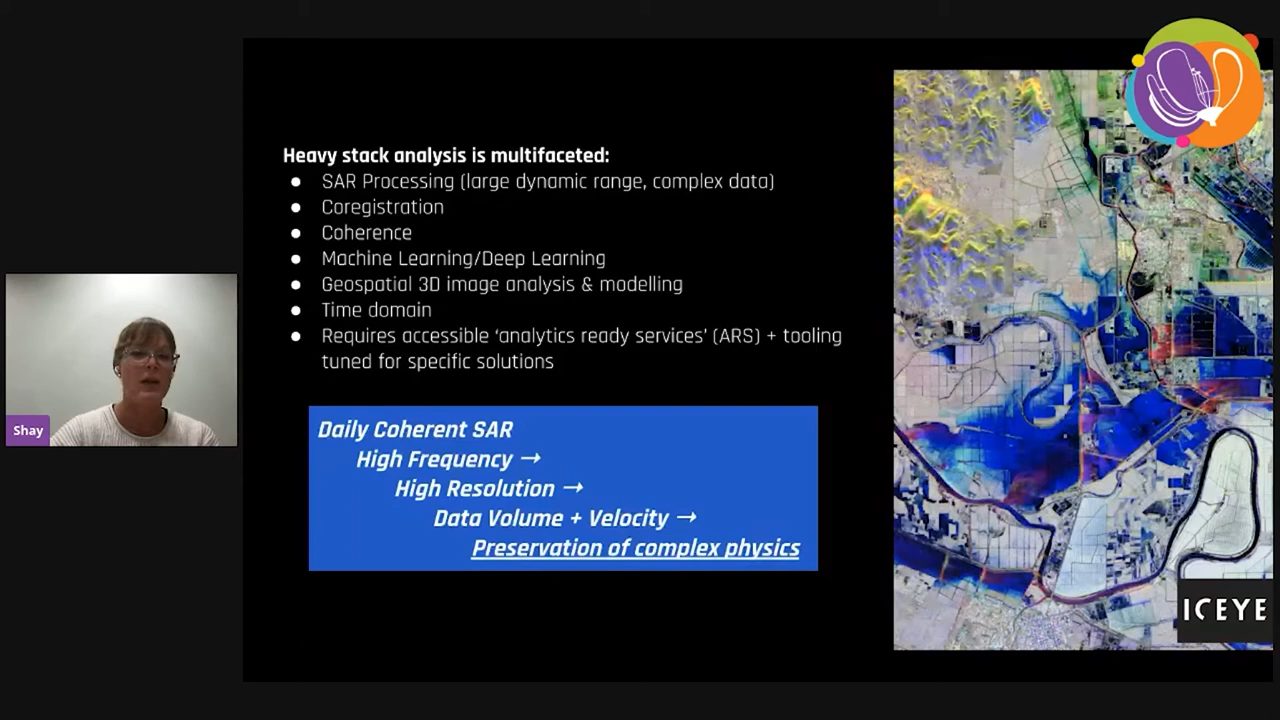 Heavy stack analysis is multifaceted:
● SAR Processing (large dynamic range, complex data)
● Coregistration
● Coherence
● Machine Learning/Deep Learning
● Geospatial 3D image analysis & modelling
● Time domain
● Requires accessible ‘analytics ready services’ (ARS) + tooling
tuned for specific solutions
Daily Coherent SAR
High Frequency →
High Resolution →
Data Volume + Velocity →
Preservation of complex physics
Shay
ICEYE